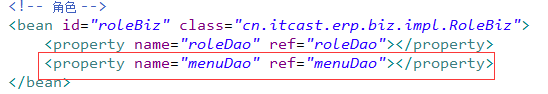 <!-- 角色 -->
<bean id="roleBiz" class="cn.itcast.erp.biz.impl.RoleBiz">
<property name="roleDao" ref="roleDao"></property>
<property name="menuDao" ref="menuDao"></property>
</bean>